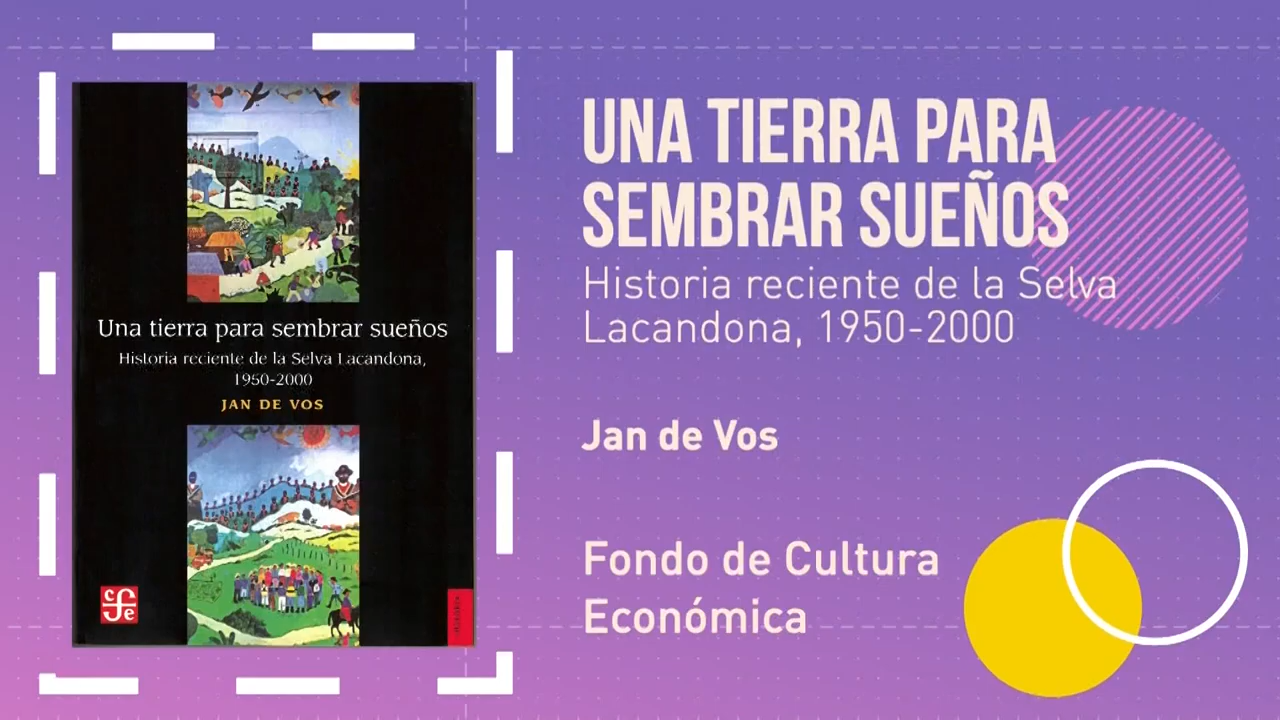 Una tierra para sembrar sueños
Historia reciente de la Selva Lacandona,
1950-2000
JAN DE VOS
cfe
UNA TIERRA PARA
SEMBRAR SUEÑOS
Historia reciente de la Selva
Lacandona, 1950-2000
Jan de Vos
Fondo de Cultura
Económica